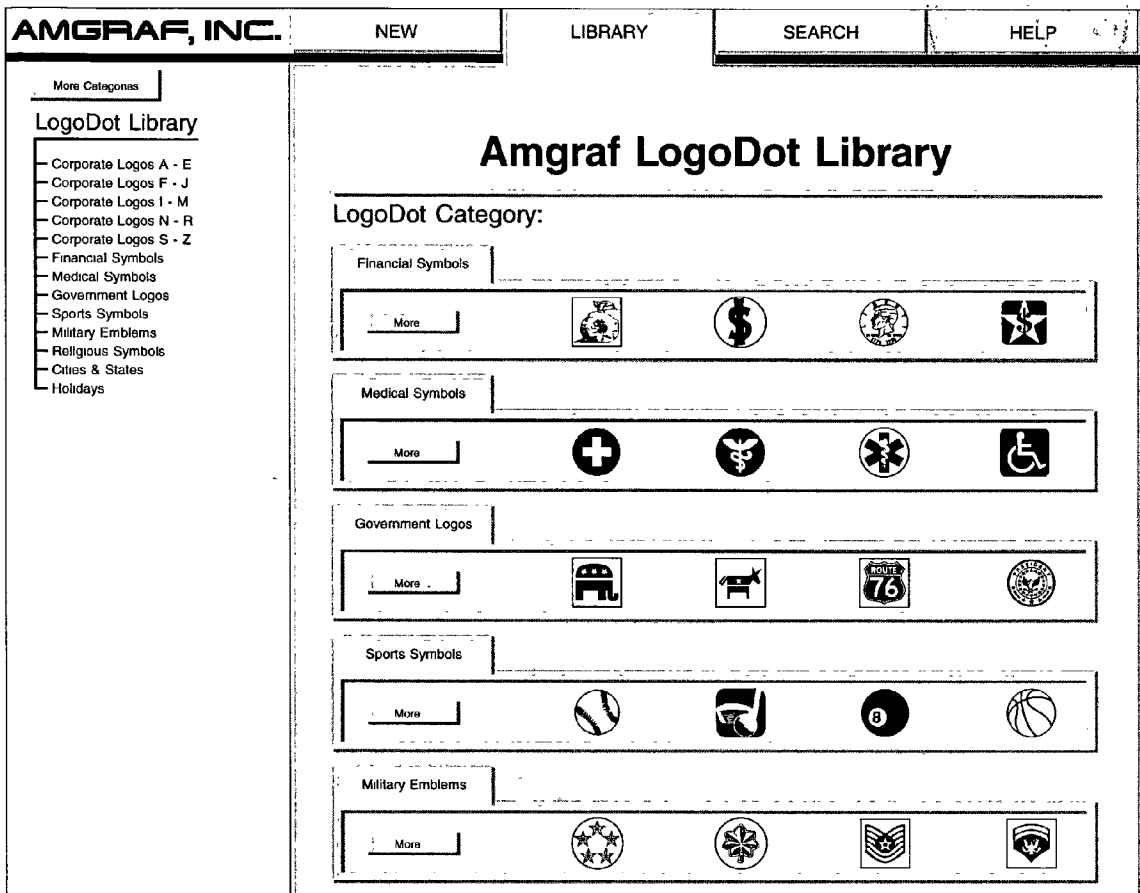 AMGRAF, INC.
NEW
LIBRARY
SEARCH
HELP
More Categories
LogoDot Library
Corporate Logos A - E
Corporate Logos F - J
Corporate Logos I - M
Corporate Logos N - R
Corporate Logos S - Z
Financial Symbols
Medical Symbols
Government Logos
Sports Symbols
Military Emblems
Religious Symbols
Cities & States
Holidays
Amgraf LogoDot Library
LogoDot Category:
Financial Symbols
More
$
$
Medical Symbols
More
Government Logos
More
ROUTE
76
Sports Symbols
More
8
Military Emblems
More